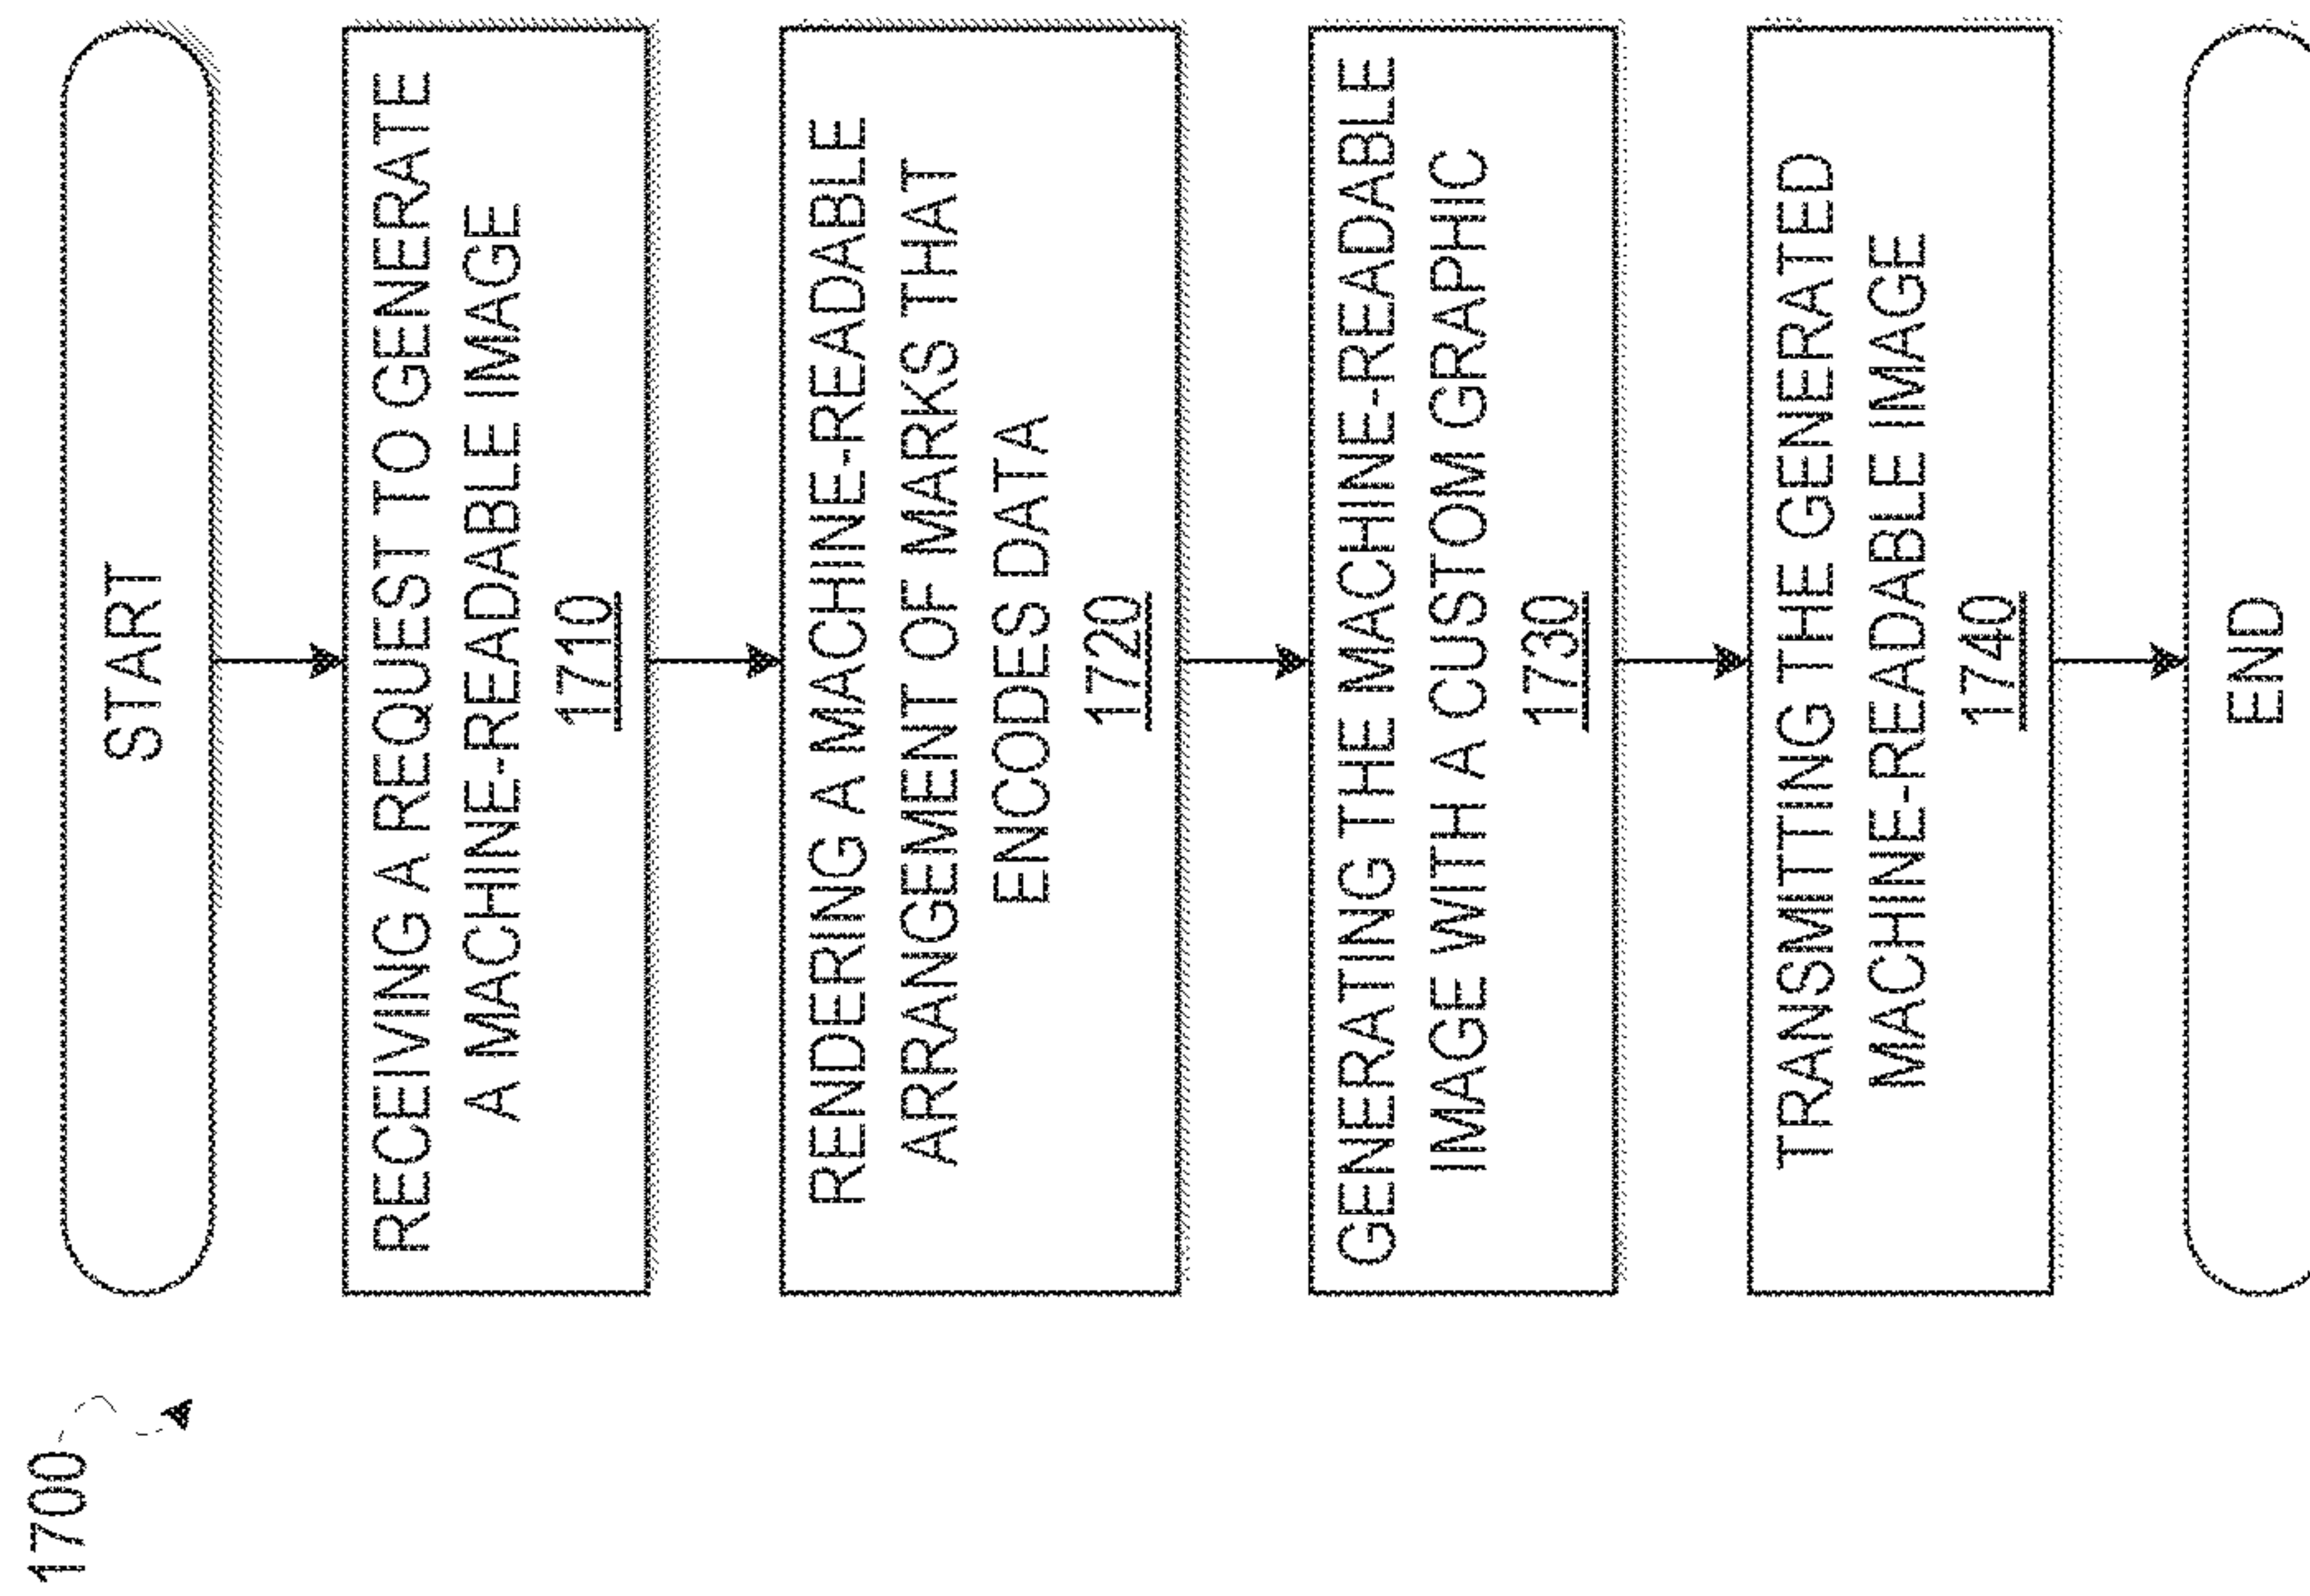 1700
START
RECEIVING A REQUEST TO GENERATE
A MACHINE-READABLE IMAGE
1710
RENDERING A MACHINE-READABLE
ARRANGEMENT OF MARKS THAT
ENCODES DATA
1720
GENERATING THE MACHINE-READABLE
IMAGE WITH A CUSTOM GRAPHIC
1730
TRANSMITTING THE GENERATED
MACHINE-READABLE IMAGE
1740
END